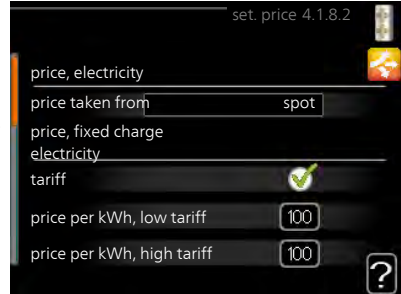 set. price 4.1.8.2
price, electricity
price taken from spot
price, fixed charge
electricity
tariff
price per kWh, low tariff 100
price per kWh, high tariff 100
?